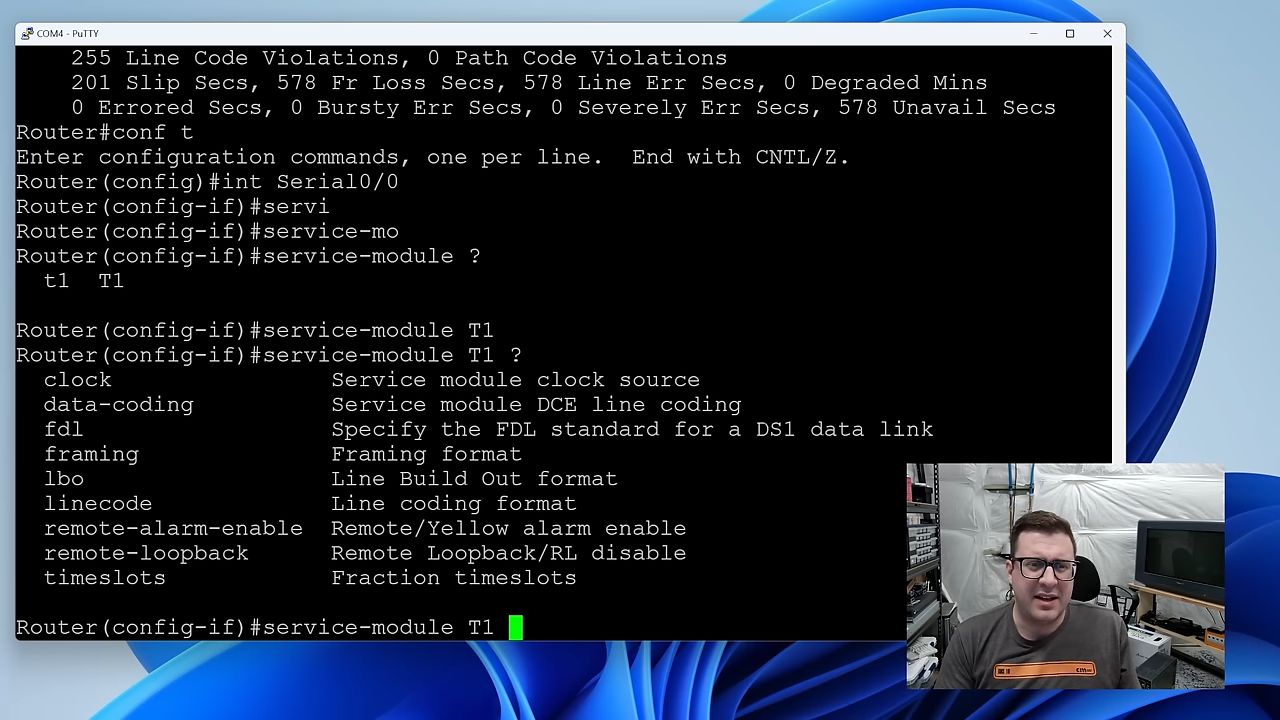 COM4 - PuTTY
255 Line Code Violations, 0 Path Code Violations
201 Slip Secs, 578 Fr Loss Secs, 578 Line Err Secs, 0 Degraded Mins
0 Errored Secs, 0 Bursty Err Secs, 0 Severely Err Secs, 578 Unavail Secs
Router#conf t
Enter configuration commands, one per line.  End with CNTL/Z.
Router(config)#int Serial0/0
Router(config-if)#servi
Router(config-if)#service-mo
Router(config-if)#service-module ?
t1  T1
Router(config-if)#service-module T1
Router(config-if)#service-module T1 ?
clock                Service module clock source
data-coding          Service module DCE line coding
fdl                  Specify the FDL standard for a DS1 data link
framing              Framing format
lbo                  Line Build Out format
linecode             Line coding format
remote-alarm-enable  Remote/Yellow alarm enable
remote-loopback      Remote Loopback/RL disable
timeslots            Fraction timeslots
Router(config-if)#service-module T1